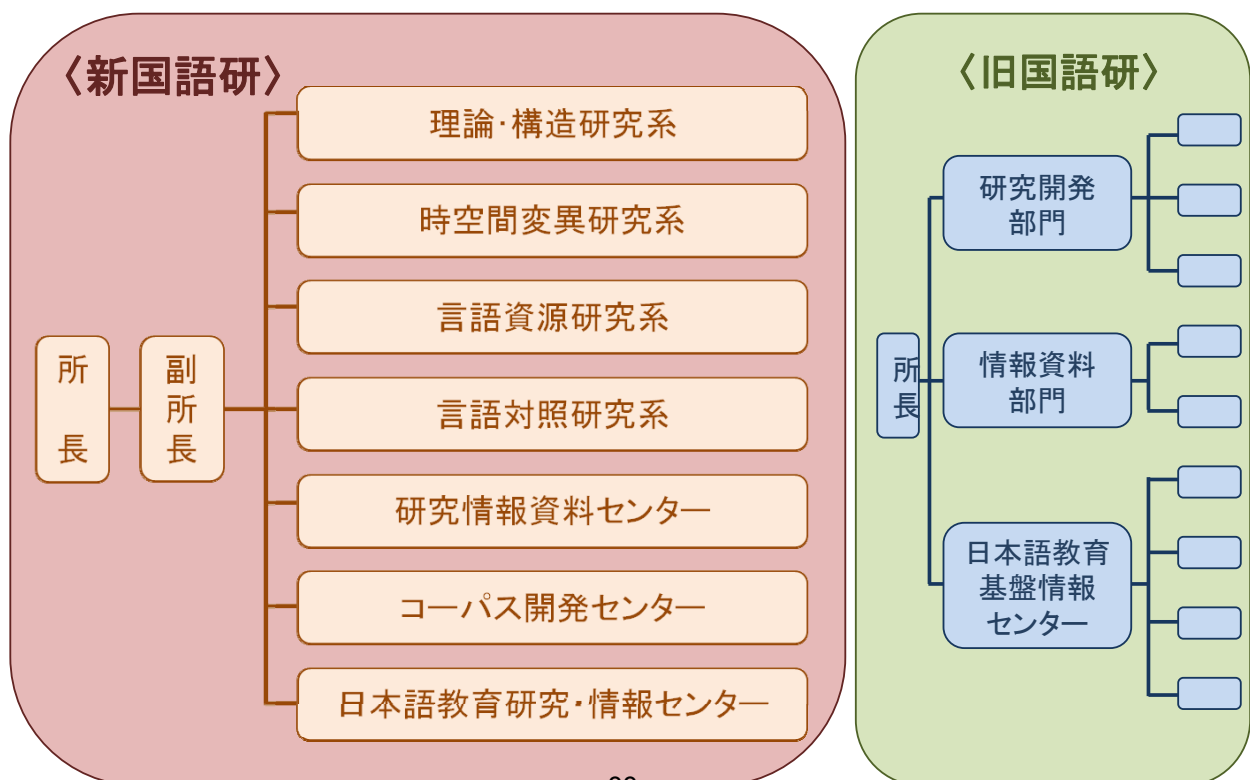 〈新国語研〉
理論・構造研究系
時空間変異研究系
言語資源研究系
言語対照研究系
研究情報資料センター
コーパス開発センター
日本語教育研究・情報センター
所
長
副
所
長
〈旧国語研〉
所
長
研究開発
部門
情報資料
部門
日本語教育
基盤情報
センター